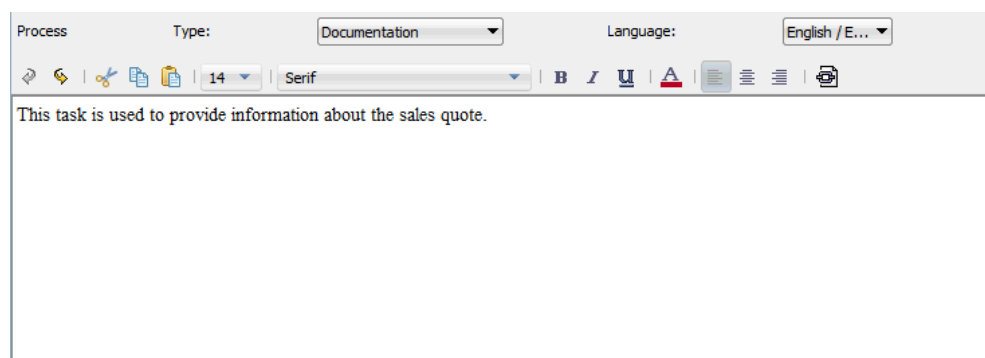 Process Type: Documentation Language: English / E...
14 Serif B I U A
This task is used to provide information about the sales quote.